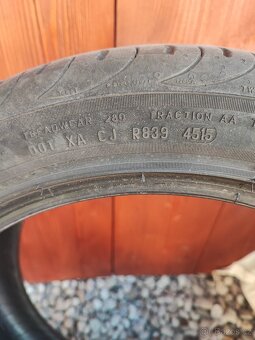 TREADWEAR 280 TRACTION AA
DOT XA CJ R839 4515